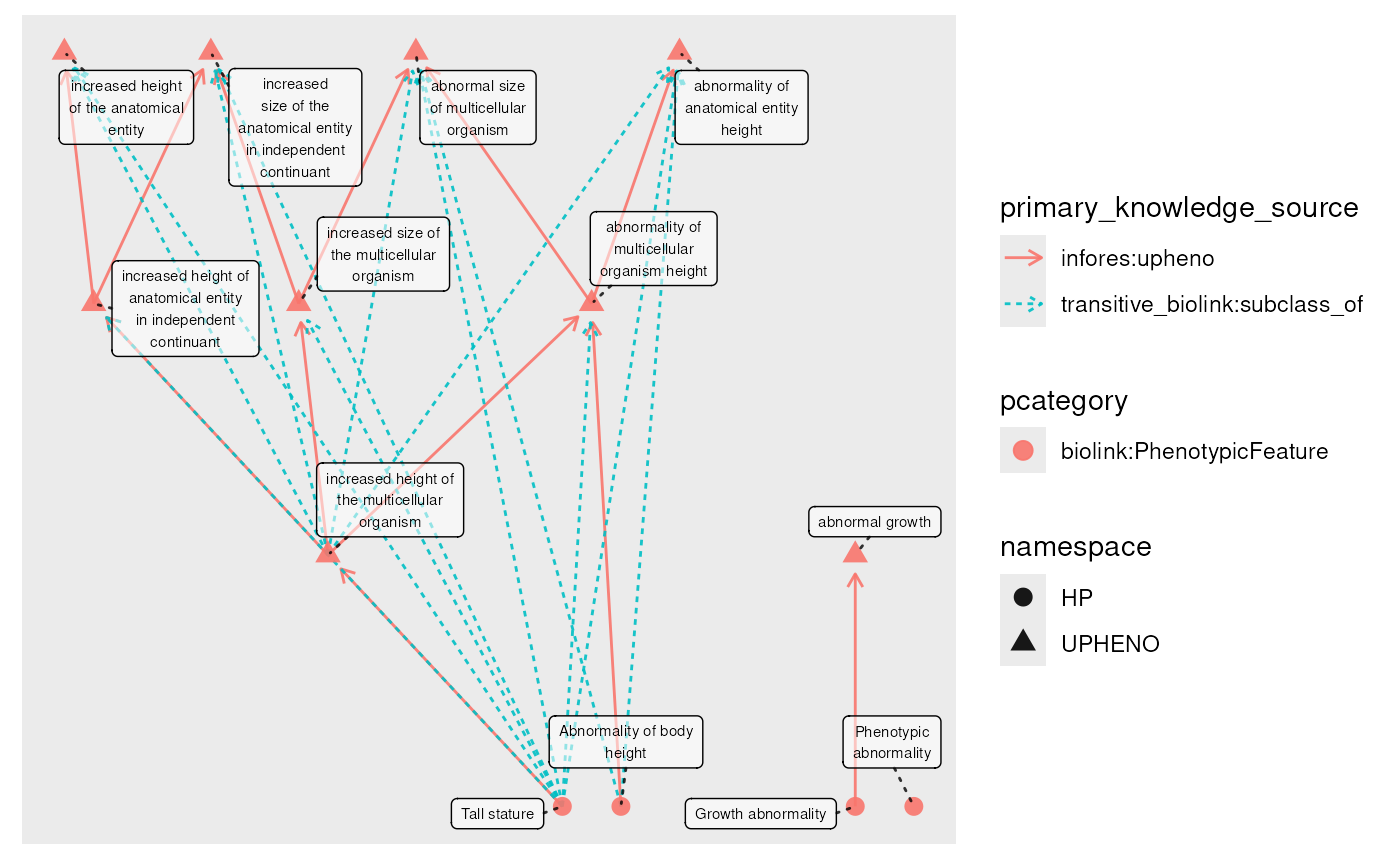 increased height
of the anatomical
entity
increased
size of the
anatomical entity
in independent
continuant
abnormal size
of multicellular
organism
abnormality of
anatomical entity
height
increased size of
the multicellular
organism
abnormality of
multicellular
organism height
increased height of
anatomical entity
in independent
continuant
increased height of
the multicellular
organism
abnormal growth
Abnormality of body
height
Phenotypic
abnormality
Tall stature
Growth abnormality
primary_knowledge_source
infores:upheno
transitive_biolink:subclass_of
pcategory
biolink:PhenotypicFeature
namespace
HP
UPHENO